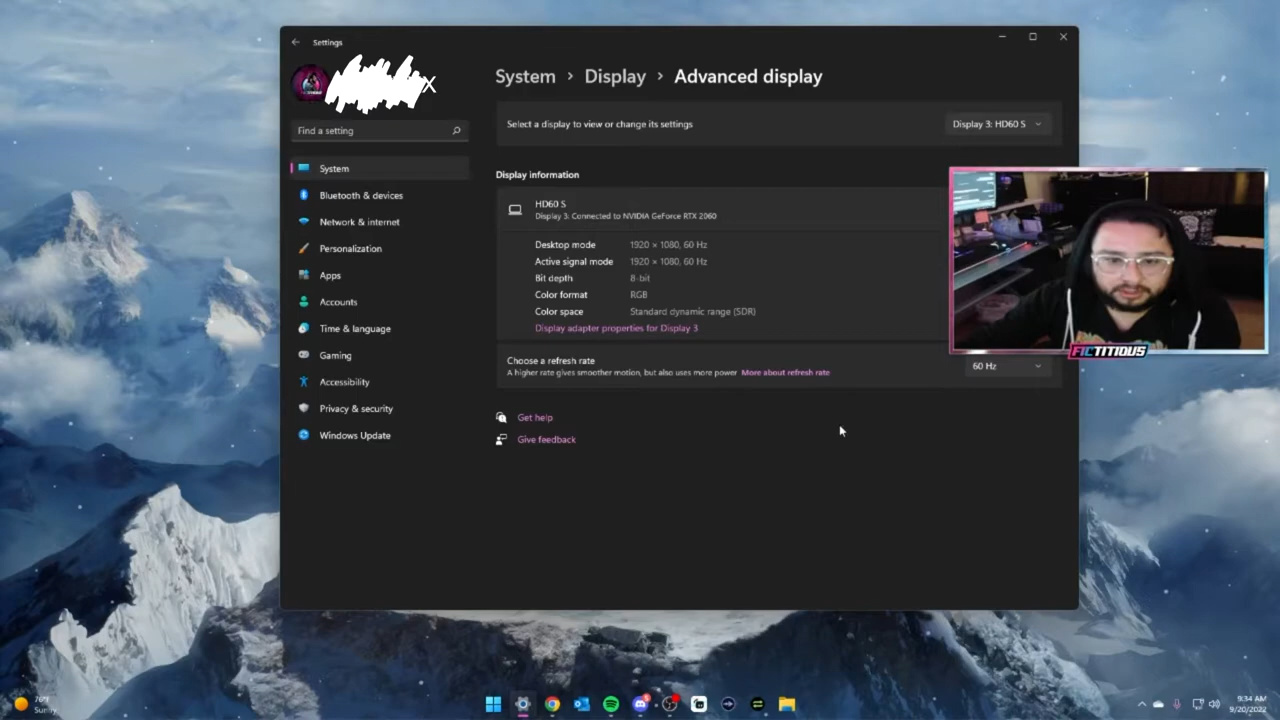 Settings
System > Display > Advanced display
Select a display to view or change its settings
Display 3: HD60 S
Find a setting
System
Bluetooth & devices
Network & internet
Personalization
Apps
Accounts
Time & language
Gaming
Accessibility
Privacy & security
Windows Update
Display information
HD60 S
Display 3: Connected to NVIDIA GeForce RTX 2060
Desktop mode 1920 × 1080, 60 Hz
Active signal mode 1920 × 1080, 60 Hz
Bit depth 8-bit
Color format RGB
Color space Standard dynamic range (SDR)
Display adapter properties for Display 3
Choose a refresh rate
A higher rate gives smoother motion, but also uses more power More about refresh rate
60 Hz
Get help
Give feedback
FICTITIOUS
76°F
Sunny
9:34 AM
9/20/2022